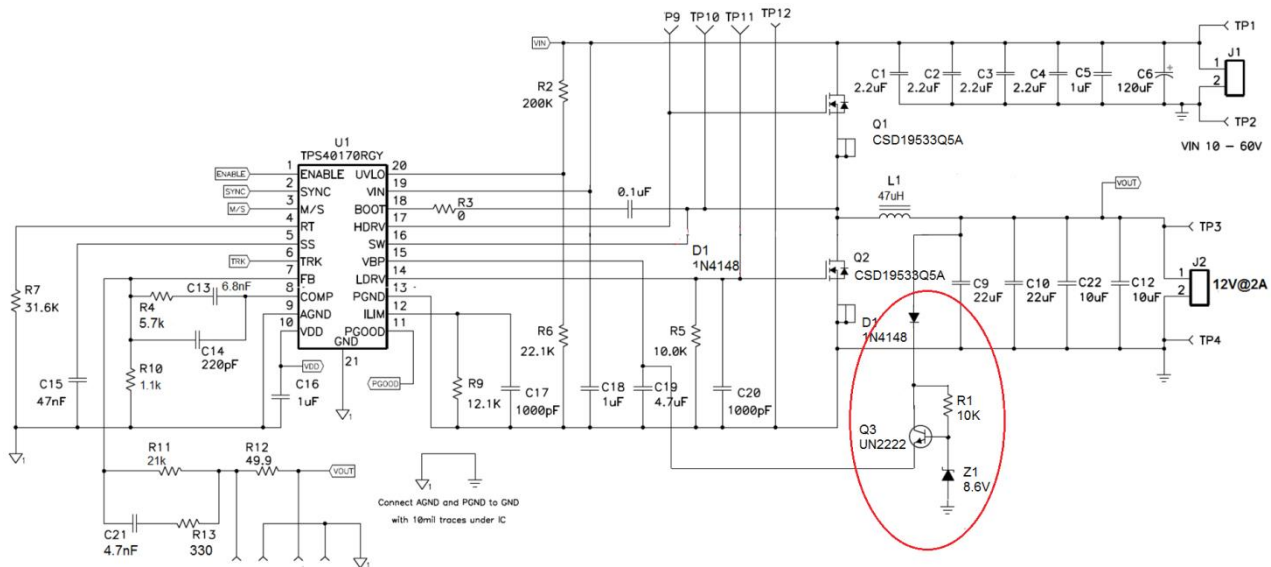 P9 TP10 TP11 TP12
VIN
TP1
J1
1
2
TP2
VIN 10 – 60V
C1
2.2uF
C2
2.2uF
C3
2.2uF
C4
2.2uF
C5
1uF
C6
120uF
+
R2
200K
Q1
CSD19533Q5A
U1
TPS40170RGY
ENABLE
SYNC
M/S
TRK
1 ENABLE UVLO 20
2 SYNC VIN 19
3 M/S BOOT 18
4 RT HDRV 17
5 SS SW 16
6 TRK VBP 15
7 FB LDRV 14
8 COMP PGND 13
9 AGND ILIM 12
10 VDD PGOOD 11
GND
21
R3
0
0.1uF
L1
47uH
VOUT
TP3
J2
1
2
12V@2A
TP4
D1
1N4148
Q2
CSD19533Q5A
C9
22uF
C10
22uF
C22
10uF
C12
10uF
D1
1N4148
R7
31.6K
C13 6.8nF
R4
5.7k
C14
220pF
R10
1.1k
C15
47nF
VDD
C16
1uF
PGOOD
R9
12.1K
C17
1000pF
R6
22.1K
C18
1uF
C19
4.7uF
R5
10.0K
C20
1000pF
R1
10K
Q3
UN2222
Z1
8.6V
1
R11
21k
R12
49.9
VOUT
C21
4.7nF
R13
330
1
1
Connect AGND and PGND to GND
with 10mil traces under IC